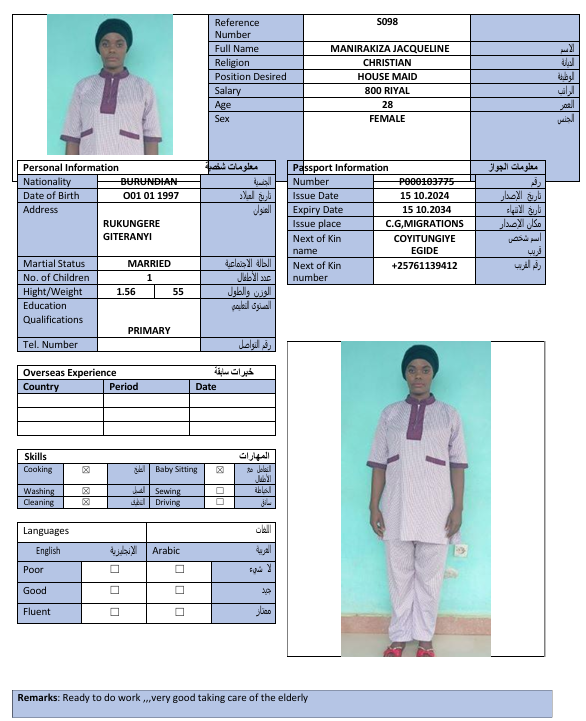 Reference Number S098
Full Name MANIRAKIZA JACQUELINE الاسم
Religion CHRISTIAN الديانة
Position Desired HOUSE MAID الوظيفة
Salary 800 RIYAL الراتب
Age 28 العمر
Sex FEMALE الجنس
Personal Information معلومات شخصية
Nationality BURUNDIAN الجنسية
Date of Birth O01 01 1997 تاريخ الميلاد
Address RUKUNGERE GITERANYI العنوان
Martial Status MARRIED الحالة الاجتماعية
No. of Children 1 عدد الأطفال
Hight/Weight 1.56 55 الوزن والطول
Education Qualifications PRIMARY المستوى التعليمي
Tel. Number رقم التواصل
Passport Information معلومات الجواز
Number P000103775 رقم
Issue Date 15 10.2024 تاريخ الإصدار
Expiry Date 15 10.2034 تاريخ الانتهاء
Issue place C.G,MIGRATIONS مكان الإصدار
Next of Kin name COYITUNGIYE EGIDE اسم شخص قريب
Next of Kin number +25761139412 رقم القريب
Overseas Experience خبرات سابقة
Country Period Date
Skills المهارات
Cooking ☒ الطبخ Baby Sitting ☒ التعامل مع الأطفال
Washing ☒ الغسل Sewing ☐ الخياطة
Cleaning ☒ التنظيف Driving ☐ سائق
Languages اللغات
English الإنجليزية Arabic العربية
Poor ☐ ☐ لا شيء
Good ☐ ☐ جيد
Fluent ☐ ☐ ممتاز
Remarks: Ready to do work ,,,very good taking care of the elderly